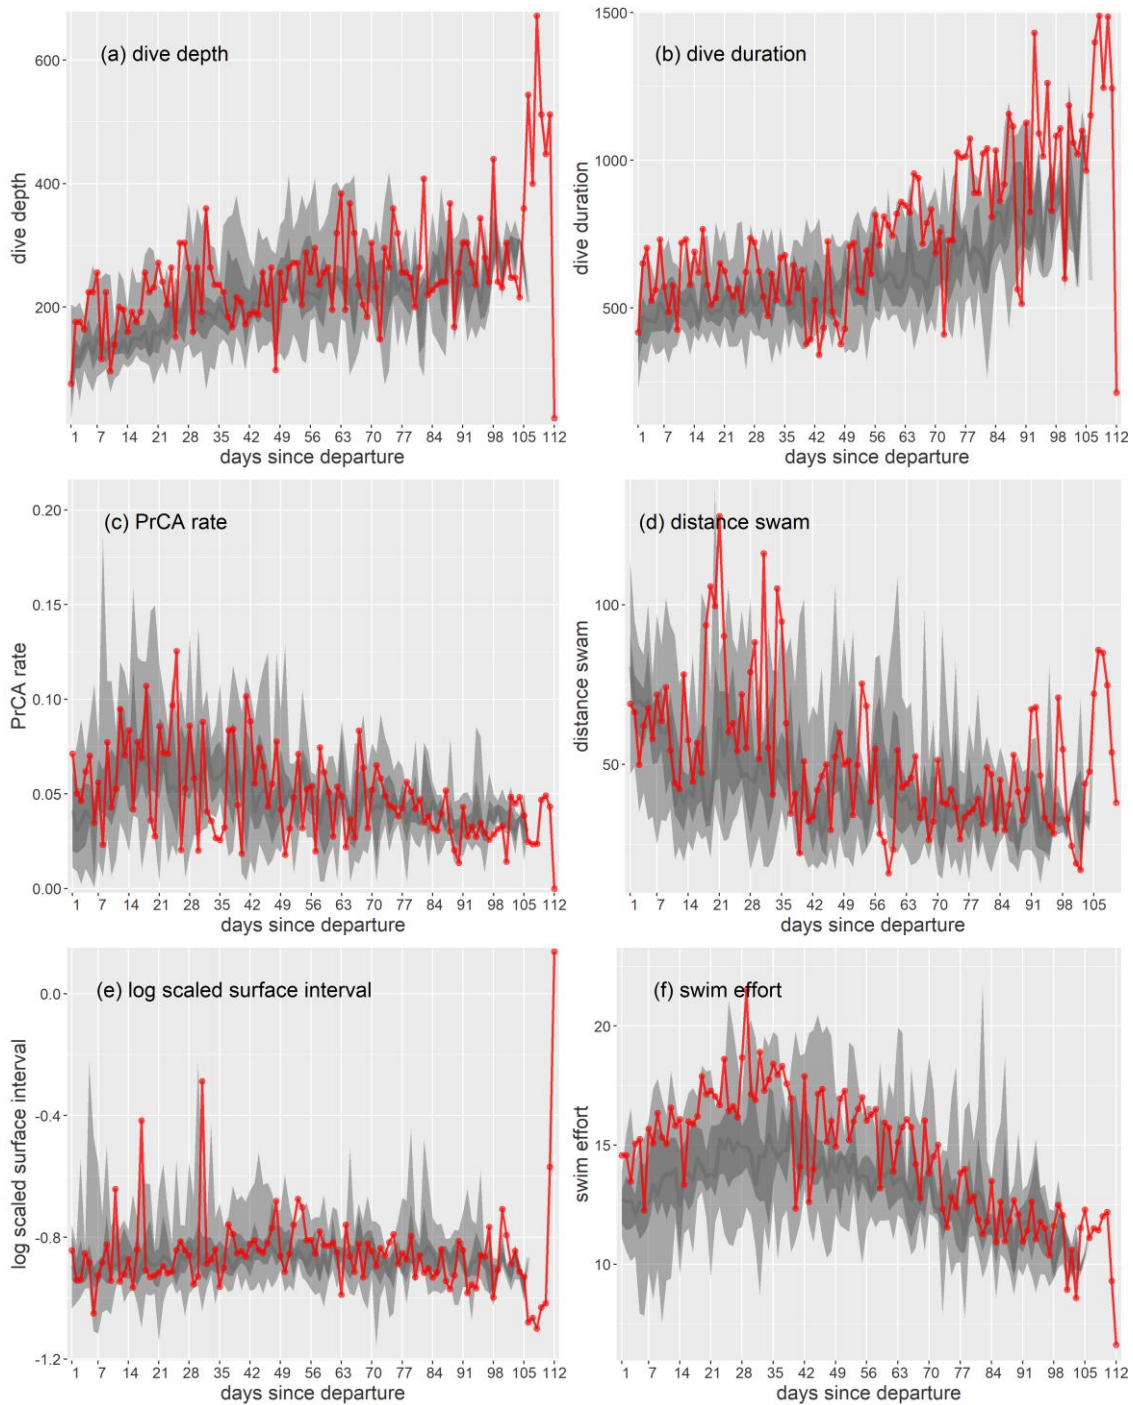 (a) dive depth
dive depth
600
400
200
1 7 14 21 28 35 42 49 56 63 70 77 84 91 98 105 112
days since departure
(b) dive duration
dive duration
1500
1000
500
1 7 14 21 28 35 42 49 56 63 70 77 84 91 98 105 112
days since departure
(c) PrCA rate
PrCA rate
0.20
0.15
0.10
0.05
0.00
1 7 14 21 28 35 42 49 56 63 70 77 84 91 98 105 112
days since departure
(d) distance swam
distance swam
100
50
1 7 14 21 28 35 42 49 56 63 70 77 84 91 98 105
days since departure
(e) log scaled surface interval
log scaled surface interval
0.0
-0.4
-0.8
-1.2
1 7 14 21 28 35 42 49 56 63 70 77 84 91 98 105 112
days since departure
(f) swim effort
swim effort
20
15
10
1 7 14 21 28 35 42 49 56 63 70 77 84 91 98 105 112
days since departure